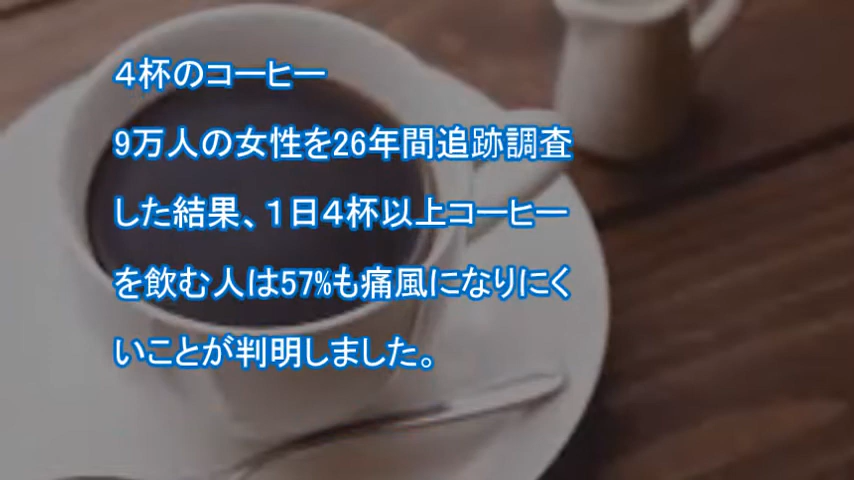 ４杯のコーヒー
9万人の女性を26年間追跡調査
した結果、１日４杯以上コーヒー
を飲む人は57%も痛風になりにく
いことが判明しました。